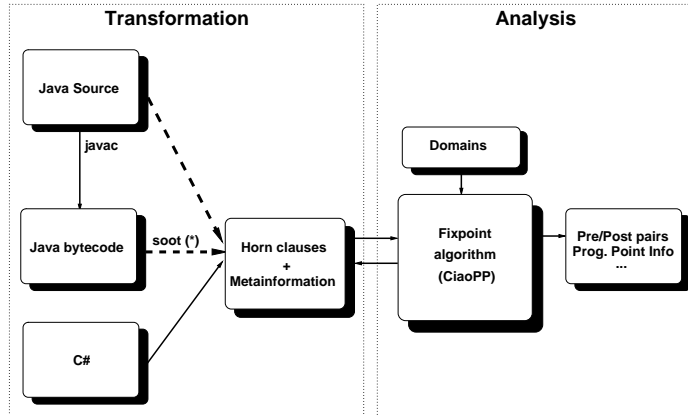 Transformation
Analysis
Java Source
javac
Domains
Java bytecode
soot (*)
Horn clauses
+
Metainformation
Fixpoint
algorithm
(CiaoPP)
Pre/Post pairs
Prog. Point Info
...
C#